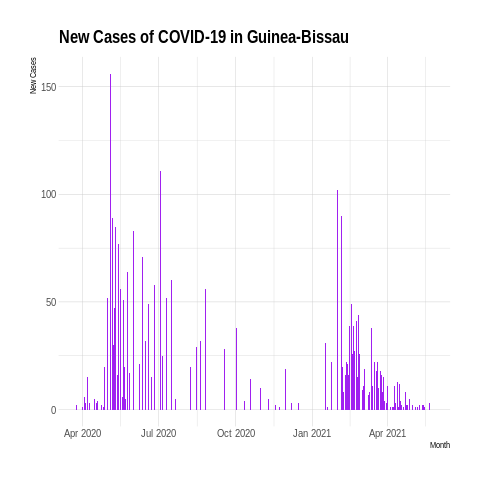 New Cases of COVID-19 in Guinea-Bissau
New Cases
150
100
50
0
Apr 2020 Jul 2020 Oct 2020 Jan 2021 Apr 2021
Month